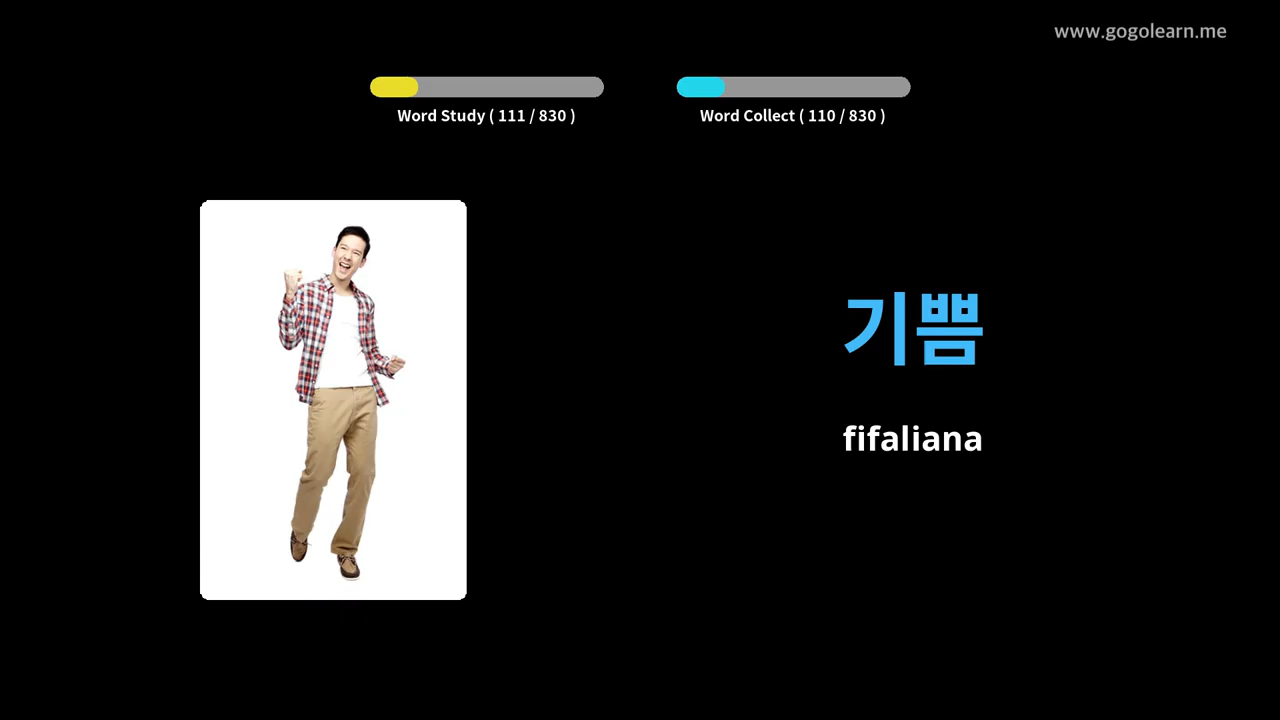 www.gogolearn.me
Word Study ( 111 / 830 )
Word Collect ( 110 / 830 )
기쁨
fifaliana